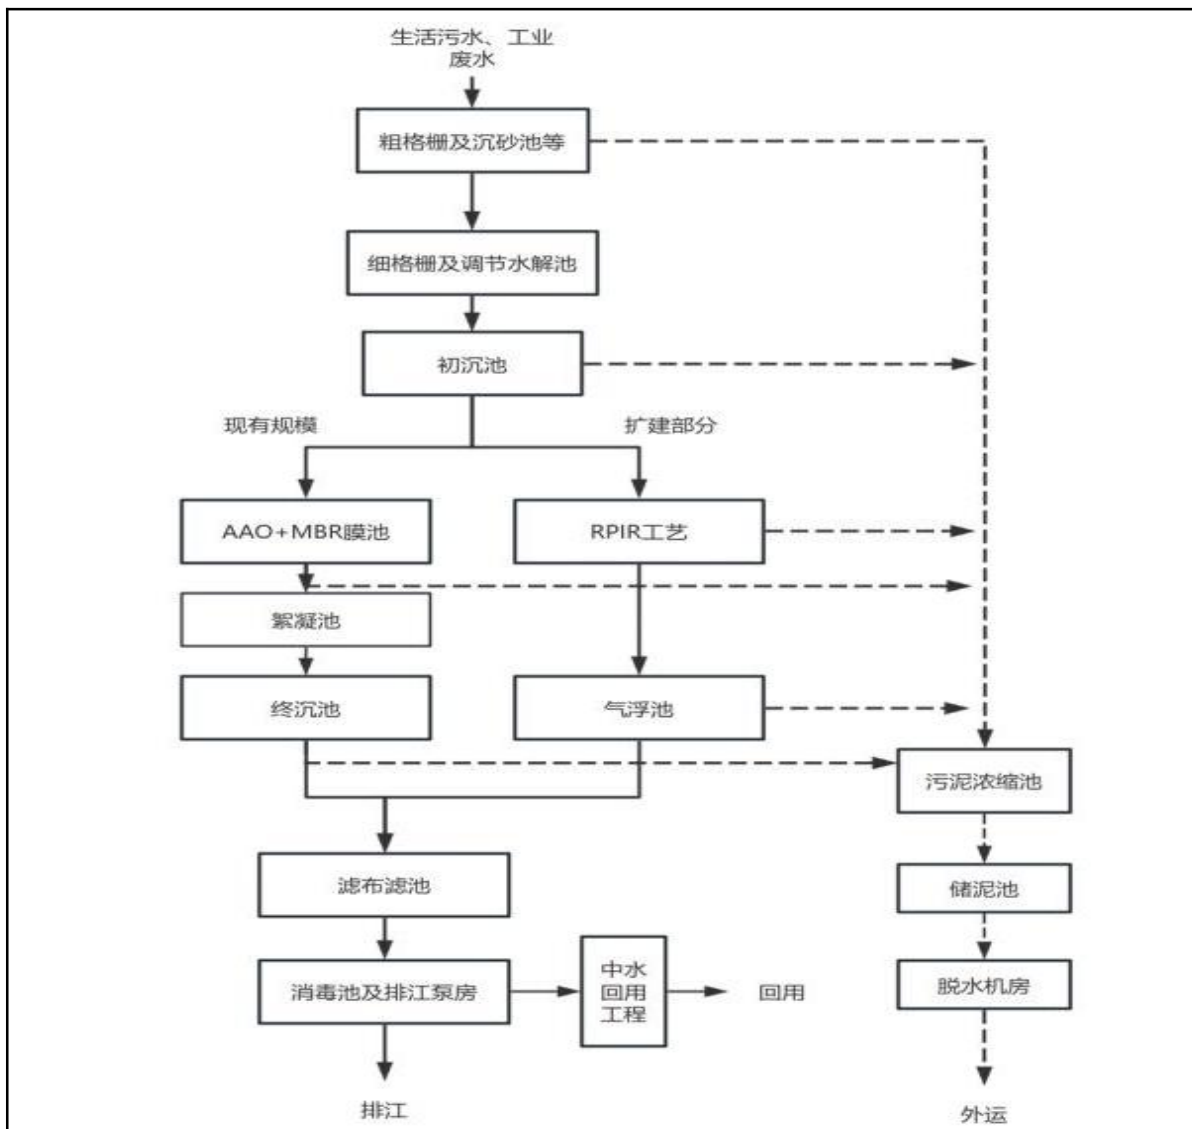 生活污水、工业
废水
粗格栅及沉砂池等
细格栅及调节水解池
初沉池
现有规模
扩建部分
AAO+MBR膜池
RPIR工艺
絮凝池
终沉池
气浮池
污泥浓缩池
滤布滤池
储泥池
消毒池及排江泵房
中水
回用
工程
回用
脱水机房
排江
外运